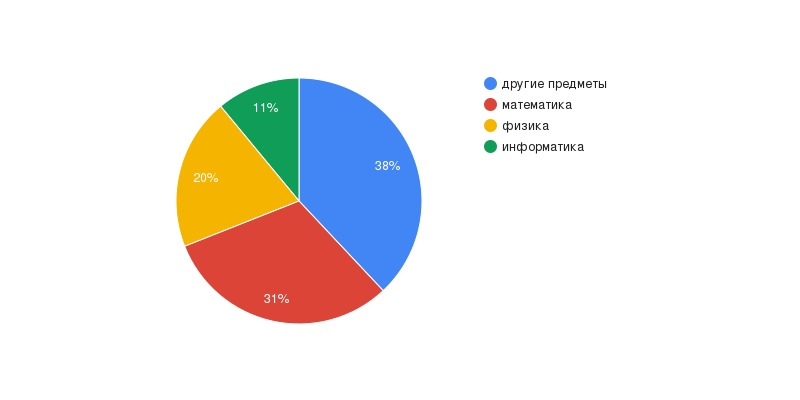 11%
38%
20%
31%
другие предметы
математика
физика
информатика